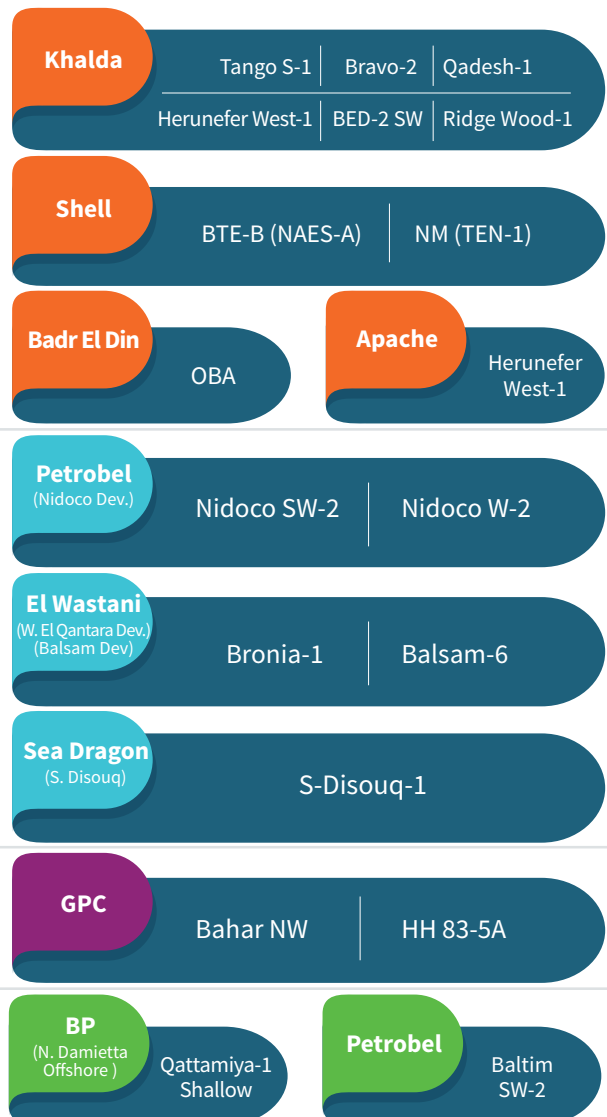 Khalda
Tango S-1
Bravo-2
Qadesh-1
Herunefer West-1
BED-2 SW
Ridge Wood-1
Shell
BTE-B (NAES-A)
NM (TEN-1)
Badr El Din
OBA
Apache
Herunefer
West-1
Petrobel
(Nidoco Dev.)
Nidoco SW-2
Nidoco W-2
El Wastani
(W. El Qantara Dev.)
(Balsam Dev)
Bronia-1
Balsam-6
Sea Dragon
(S. Disouq)
S-Disouq-1
GPC
Bahar NW
HH 83-5A
BP
(N. Damietta
Offshore )
Qattamiya-1
Shallow
Petrobel
Baltim
SW-2